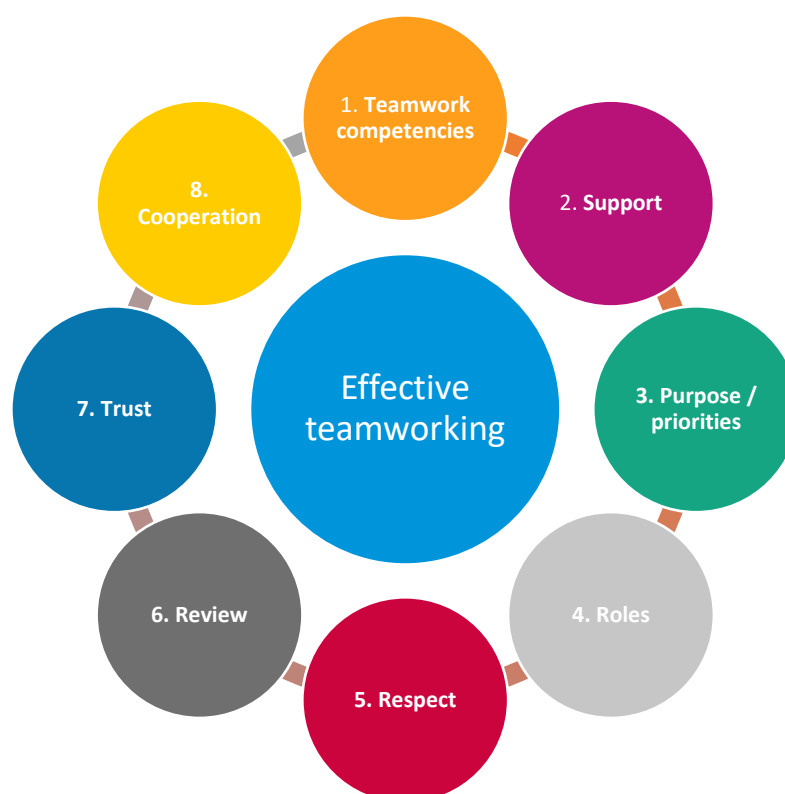 1. Teamwork
competencies
2. Support
3. Purpose /
priorities
4. Roles
5. Respect
6. Review
7. Trust
8.
Cooperation
Effective
teamworking